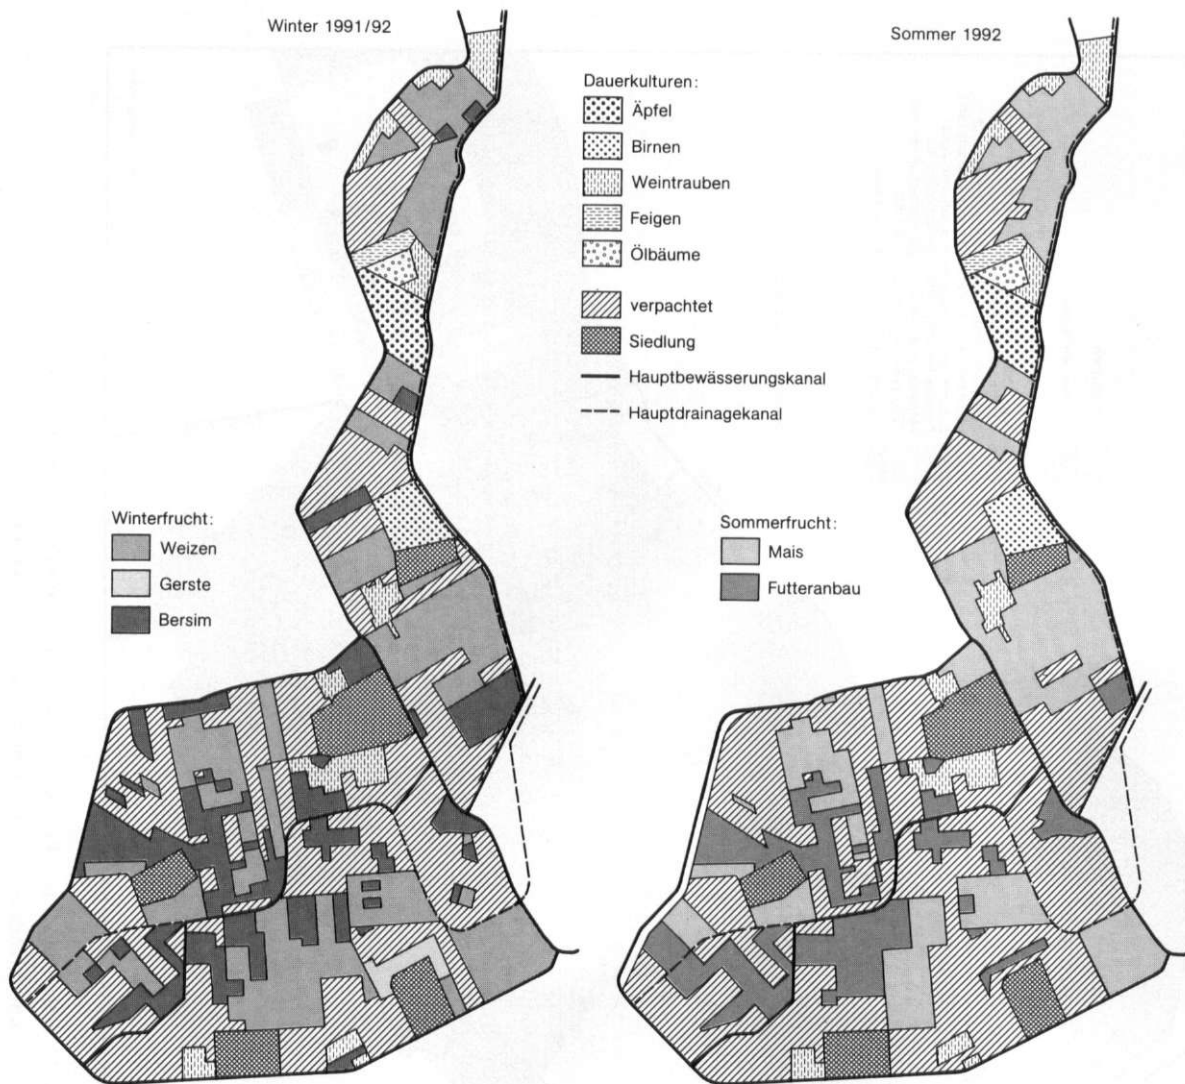 Winter 1991/92
Sommer 1992
Dauerkulturen:
Äpfel
Birnen
Weintrauben
Feigen
Ölbäume
verpachtet
Siedlung
Hauptbewässerungskanal
Hauptdrainagekanal
Winterfrucht:
Weizen
Gerste
Bersim
Sommerfrucht:
Mais
Futteranbau